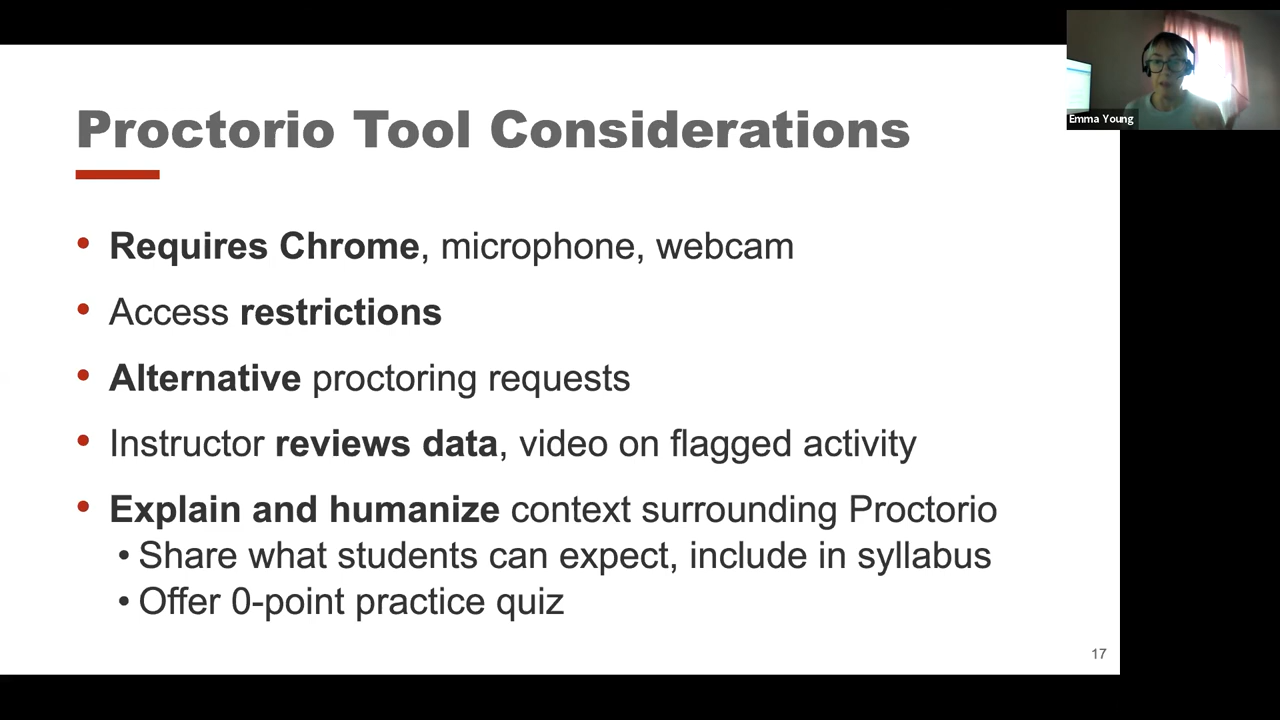 Proctorio Tool Considerations
Emma Young
• Requires Chrome, microphone, webcam
• Access restrictions
• Alternative proctoring requests
• Instructor reviews data, video on flagged activity
• Explain and humanize context surrounding Proctorio
• Share what students can expect, include in syllabus
• Offer 0-point practice quiz
17